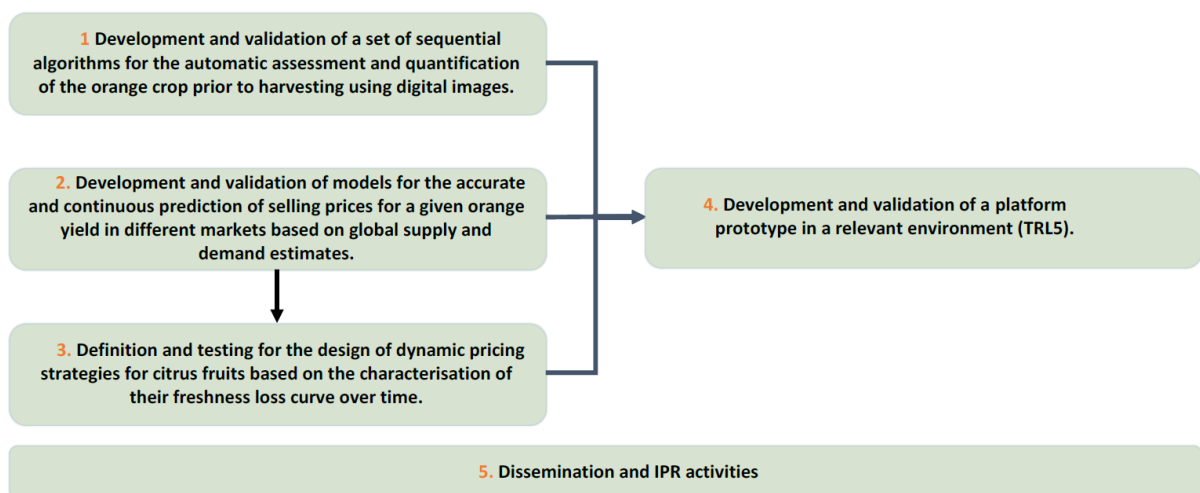 1 Development and validation of a set of sequential
algorithms for the automatic assessment and quantification
of the orange crop prior to harvesting using digital images.
2. Development and validation of models for the accurate
and continuous prediction of selling prices for a given orange
yield in different markets based on global supply and
demand estimates.
3. Definition and testing for the design of dynamic pricing
strategies for citrus fruits based on the characterisation of
their freshness loss curve over time.
4. Development and validation of a platform
prototype in a relevant environment (TRL5).
5. Dissemination and IPR activities